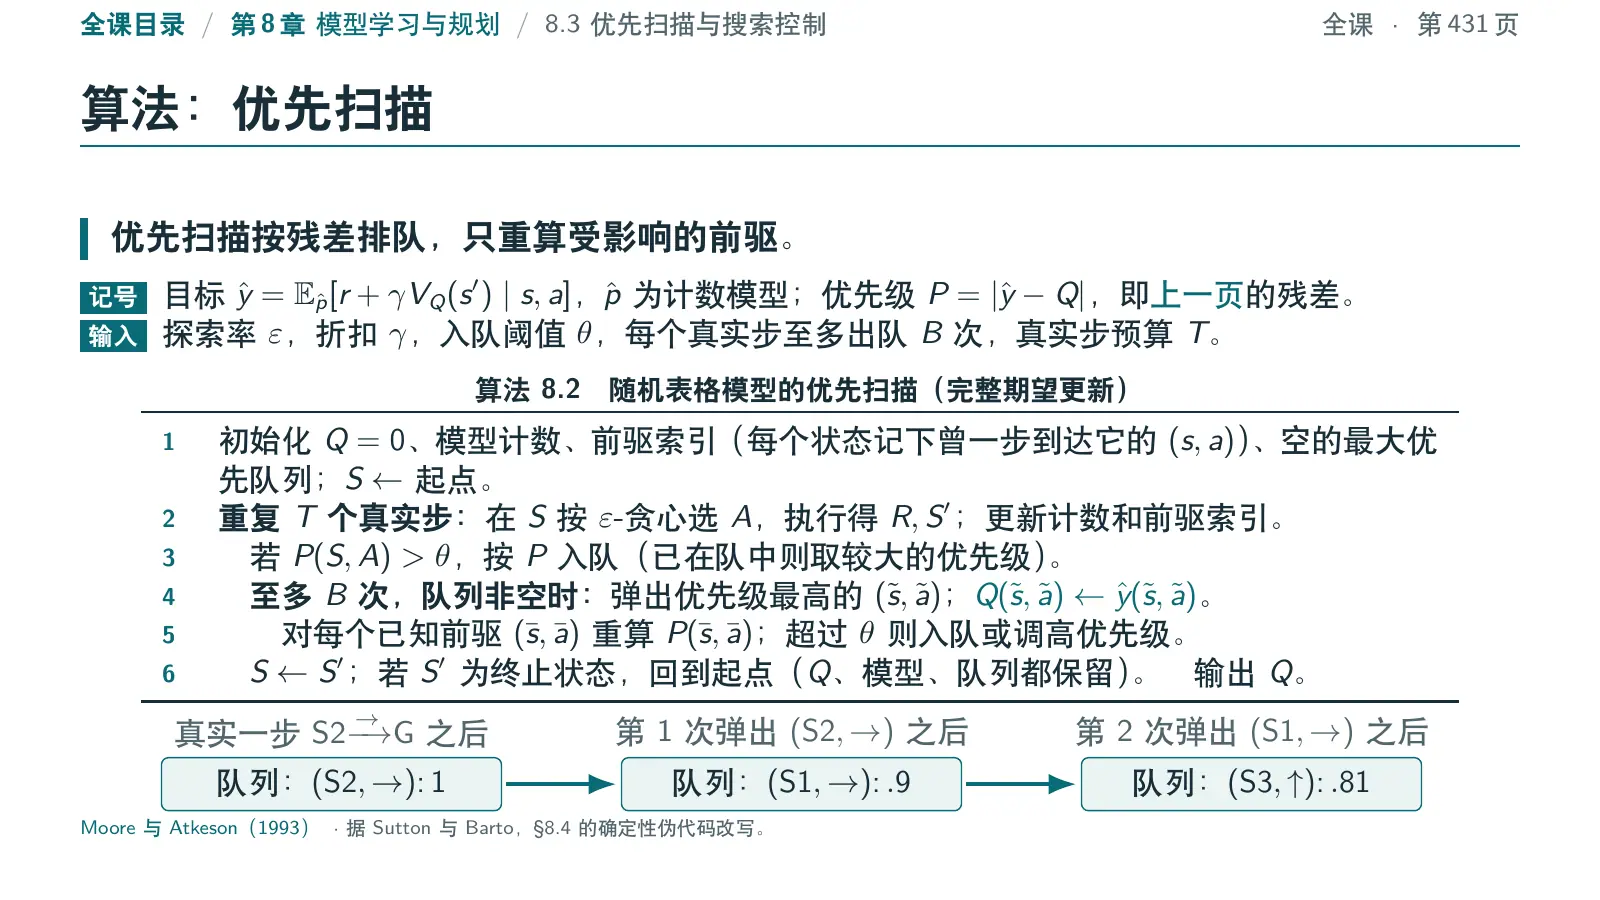 全课目录 / 第 8 章 模型学习与规划 / 8.3 优先扫描与搜索控制
全课 · 第 431 页
算法：优先扫描
优先扫描按残差排队，只重算受影响的前驱。
记号 目标 ŷ = 𝔼_p̂[r + γV_Q(s′) | s, a]，p̂ 为计数模型；优先级 P = |ŷ − Q|，即上一页的残差。
输入 探索率 ε，折扣 γ，入队阈值 θ，每个真实步至多出队 B 次，真实步预算 T。
算法 8.2 随机表格模型的优先扫描（完整期望更新）
1 初始化 Q = 0、模型计数、前驱索引（每个状态记下曾一步到达它的 (s, a)）、空的最大优
先队列；S ← 起点。
2 重复 T 个真实步：在 S 按 ε-贪心选 A，执行得 R, S′；更新计数和前驱索引。
3 若 P(S, A) > θ，按 P 入队（已在队中则取较大的优先级）。
4 至多 B 次，队列非空时：弹出优先级最高的 (s̃, ã)；Q(s̃, ã) ← ŷ(s̃, ã)。
5 对每个已知前驱 (s̄, ā) 重算 P(s̄, ā)；超过 θ 则入队或调高优先级。
6 S ← S′；若 S′ 为终止状态，回到起点（Q、模型、队列都保留）。 输出 Q。
真实一步 S2 →⟶ G 之后
第 1 次弹出 (S2, →) 之后
第 2 次弹出 (S1, →) 之后
队列：(S2, →): 1
队列：(S1, →): .9
队列：(S3, ↑): .81
Moore 与 Atkeson（1993） · 据 Sutton 与 Barto，§8.4 的确定性伪代码改写。